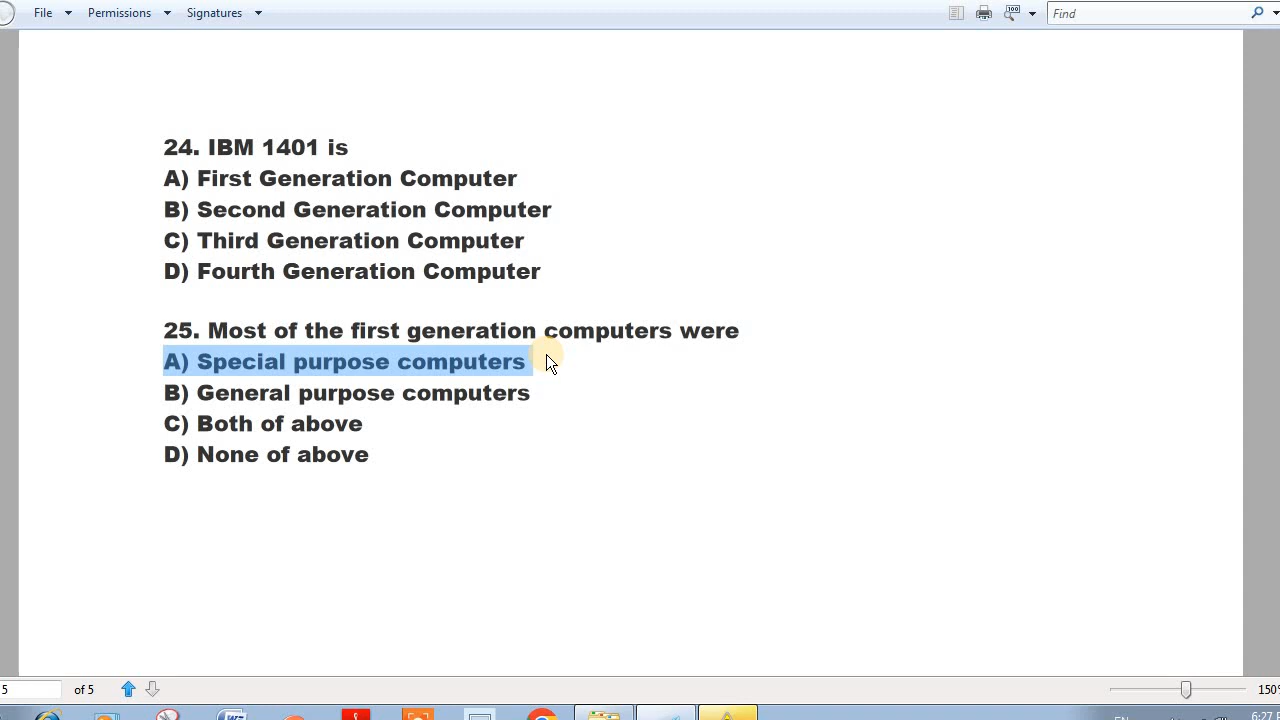 File Permissions Signatures Find
24. IBM 1401 is
A) First Generation Computer
B) Second Generation Computer
C) Third Generation Computer
D) Fourth Generation Computer
25. Most of the first generation computers were
A) Special purpose computers
B) General purpose computers
C) Both of above
D) None of above
5 of 5 150%